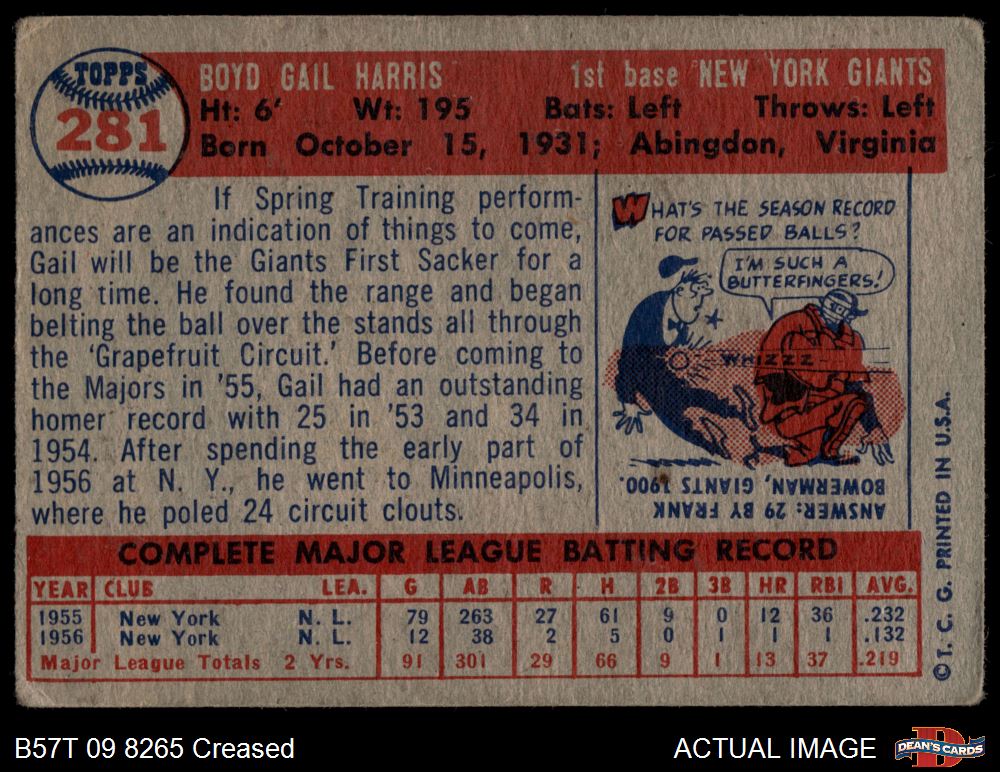 TOPPS
281
BOYD GAIL HARRIS 1st base NEW YORK GIANTS
Ht: 6' Wt: 195 Bats: Left Throws: Left
Born October 15, 1931; Abingdon, Virginia
If Spring Training perform-
ances are an indication of things to come,
Gail will be the Giants First Sacker for a
long time. He found the range and began
belting the ball over the stands all through
the 'Grapefruit Circuit.' Before coming to
the Majors in '55, Gail had an outstanding
homer record with 25 in '53 and 34 in
1954. After spending the early part of
1956 at N. Y., he went to Minneapolis,
where he poled 24 circuit clouts.
WHAT'S THE SEASON RECORD
FOR PASSED BALLS?
I'M SUCH A
BUTTERFINGERS!
WHIZZZ
ANSWER: 29 BY FRANK
BOWERMAN, GIANTS 1900.
COMPLETE MAJOR LEAGUE BATTING RECORD
YEAR CLUB LEA. G AB R H 2B 3B HR RBI AVG.
1955 New York N. L. 79 263 27 61 9 0 12 36 .232
1956 New York N. L. 12 38 2 5 0 1 1 1 .132
Major League Totals 2 Yrs. 91 301 29 66 9 1 13 37 .219
© T. C. G. PRINTED IN U.S.A.
B57T 09 8265 Creased ACTUAL IMAGE DEAN'S CARDS